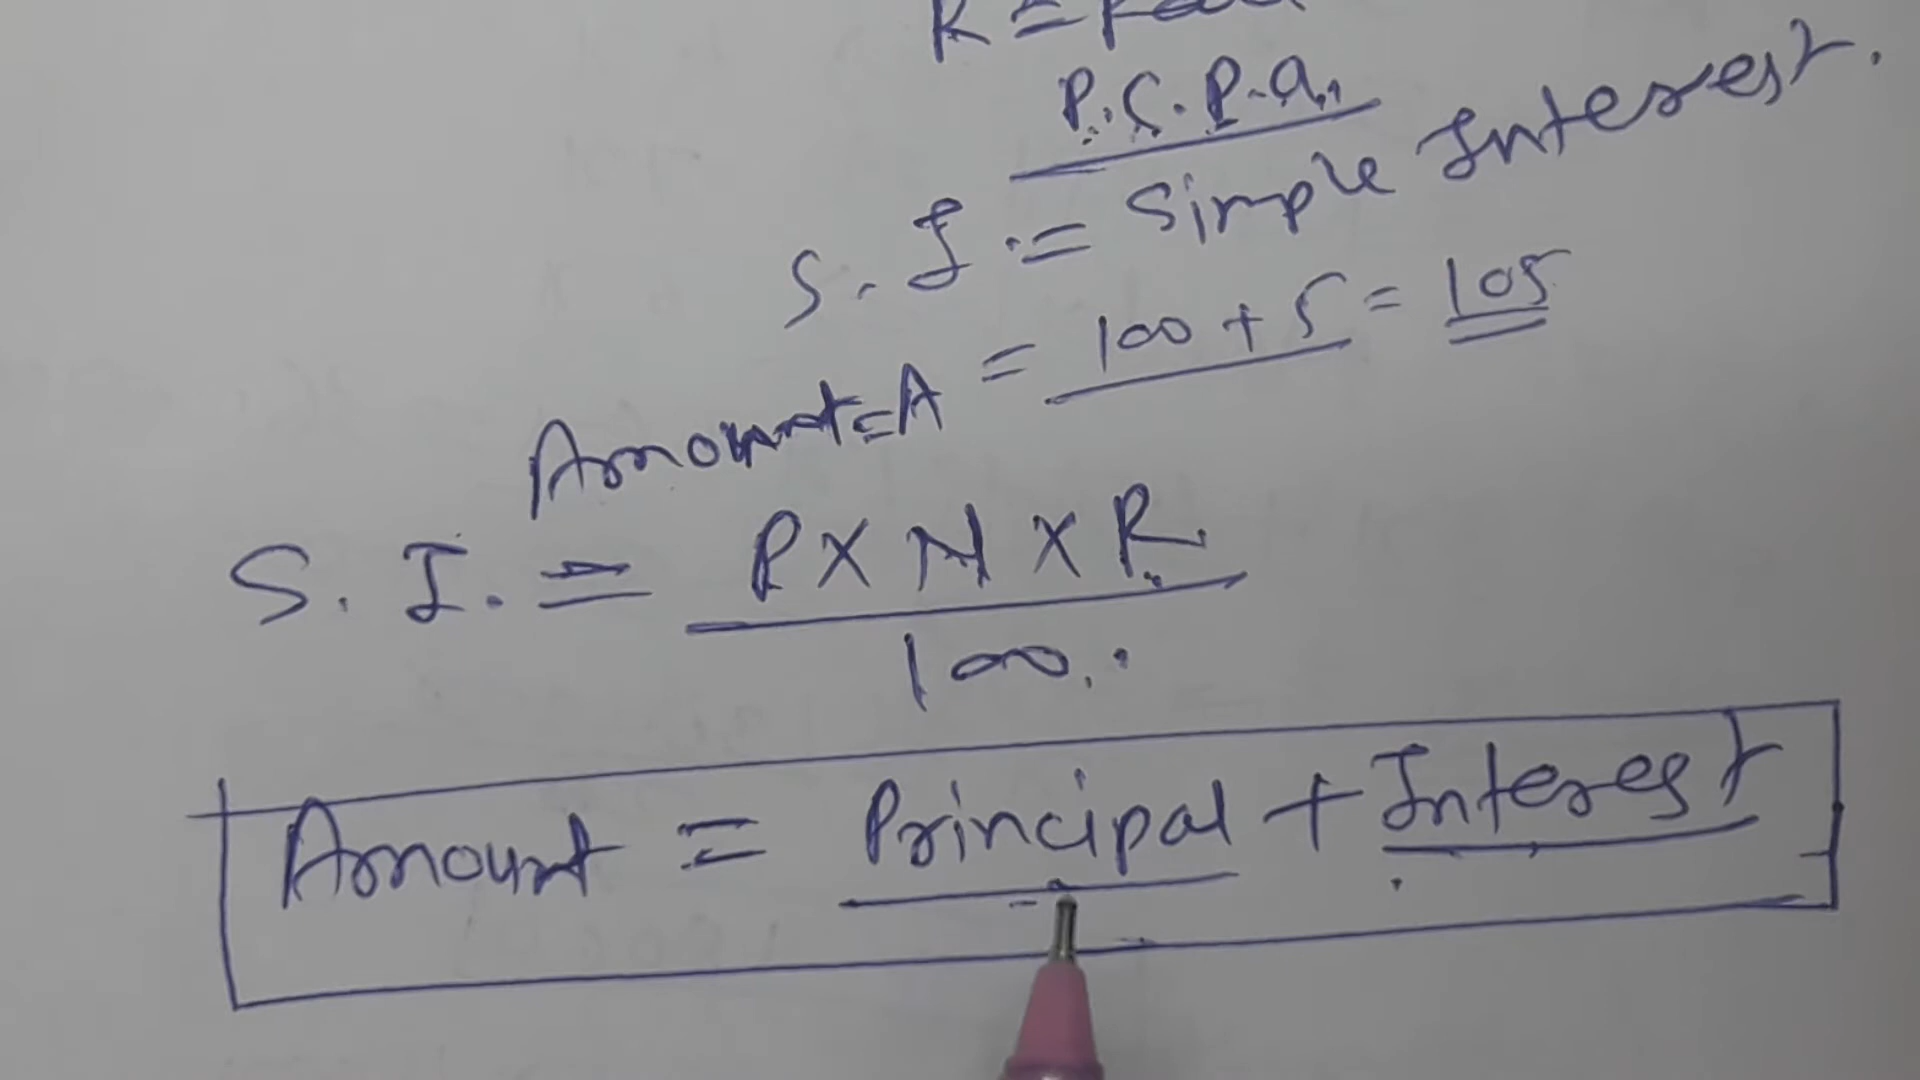 R =
P.C.P.a.
S.I. = Simple Interest.
Amount=A = 100 + 5 = 105
S.I. = P X N X R
100.
Amount = Principal + Interest